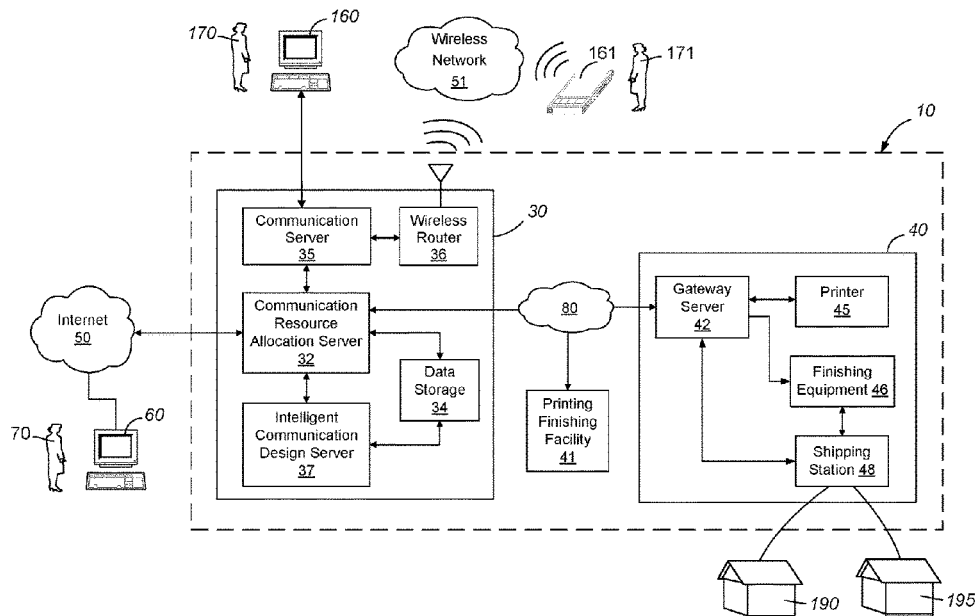 170
160
Wireless
Network
51
161
171
10
30
Communication
Server
35
Wireless
Router
36
40
Gateway
Server
42
Printer
45
Internet
50
Communication
Resource
Allocation Server
32
80
Data
Storage
34
Finishing
Equipment 46
Printing
Finishing
Facility
41
Intelligent
Communication
Design Server
37
70
60
Shipping
Station 48
190
195